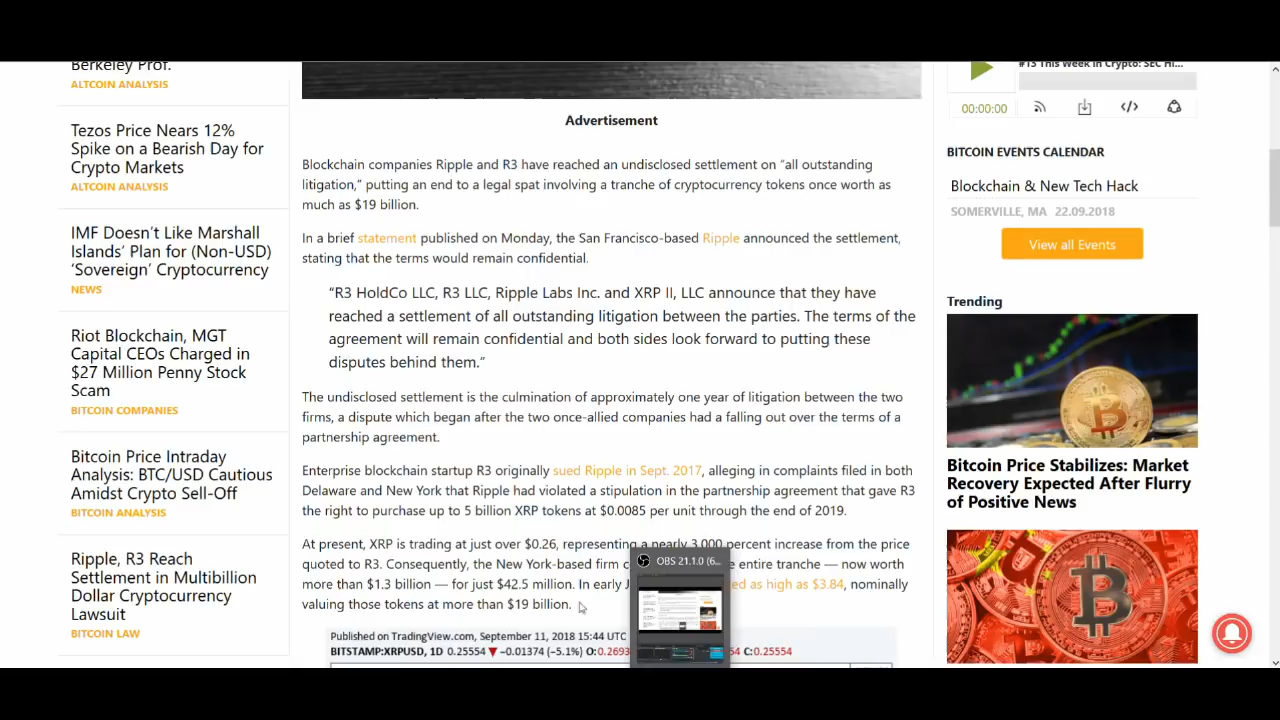 Berkeley Prof.
ALTCOIN ANALYSIS
Tezos Price Nears 12%
Spike on a Bearish Day for
Crypto Markets
ALTCOIN ANALYSIS
IMF Doesn't Like Marshall
Islands' Plan for (Non-USD)
'Sovereign' Cryptocurrency
NEWS
Riot Blockchain, MGT
Capital CEOs Charged in
$27 Million Penny Stock
Scam
BITCOIN COMPANIES
Bitcoin Price Intraday
Analysis: BTC/USD Cautious
Amidst Crypto Sell-Off
BITCOIN ANALYSIS
Ripple, R3 Reach
Settlement in Multibillion
Dollar Cryptocurrency
Lawsuit
BITCOIN LAW
Advertisement
Blockchain companies Ripple and R3 have reached an undisclosed settlement on "all outstanding
litigation," putting an end to a legal spat involving a tranche of cryptocurrency tokens once worth as
much as $19 billion.
In a brief statement published on Monday, the San Francisco-based Ripple announced the settlement,
stating that the terms would remain confidential.
"R3 HoldCo LLC, R3 LLC, Ripple Labs Inc. and XRP II, LLC announce that they have
reached a settlement of all outstanding litigation between the parties. The terms of the
agreement will remain confidential and both sides look forward to putting these
disputes behind them."
The undisclosed settlement is the culmination of approximately one year of litigation between the two
firms, a dispute which began after the two once-allied companies had a falling out over the terms of a
partnership agreement.
Enterprise blockchain startup R3 originally sued Ripple in Sept. 2017, alleging in complaints filed in both
Delaware and New York that Ripple had violated a stipulation in the partnership agreement that gave R3
the right to purchase up to 5 billion XRP tokens at $0.0085 per unit through the end of 2019.
At present, XRP is trading at just over $0.26, representing a nearly 3,000 percent increase from the price
quoted to R3. Consequently, the New York-based firm c e entire tranche — now worth
more than $1.3 billion — for just $42.5 million. In early J ed as high as $3.84, nominally
valuing those tokens at more than $19 billion.
OBS 21.1.0 (6...
Published on TradingView.com, September 11, 2018 15:44 UTC
BITSTAMP:XRPUSD, 1D 0.25554 ▼ −0.01374 (−5.1%) O:0.2693 54 C:0.25554
#13 This Week in Crypto: SEC Hi...
00:00:00
BITCOIN EVENTS CALENDAR
Blockchain & New Tech Hack
SOMERVILLE, MA 22.09.2018
View all Events
Trending
Bitcoin Price Stabilizes: Market
Recovery Expected After Flurry
of Positive News